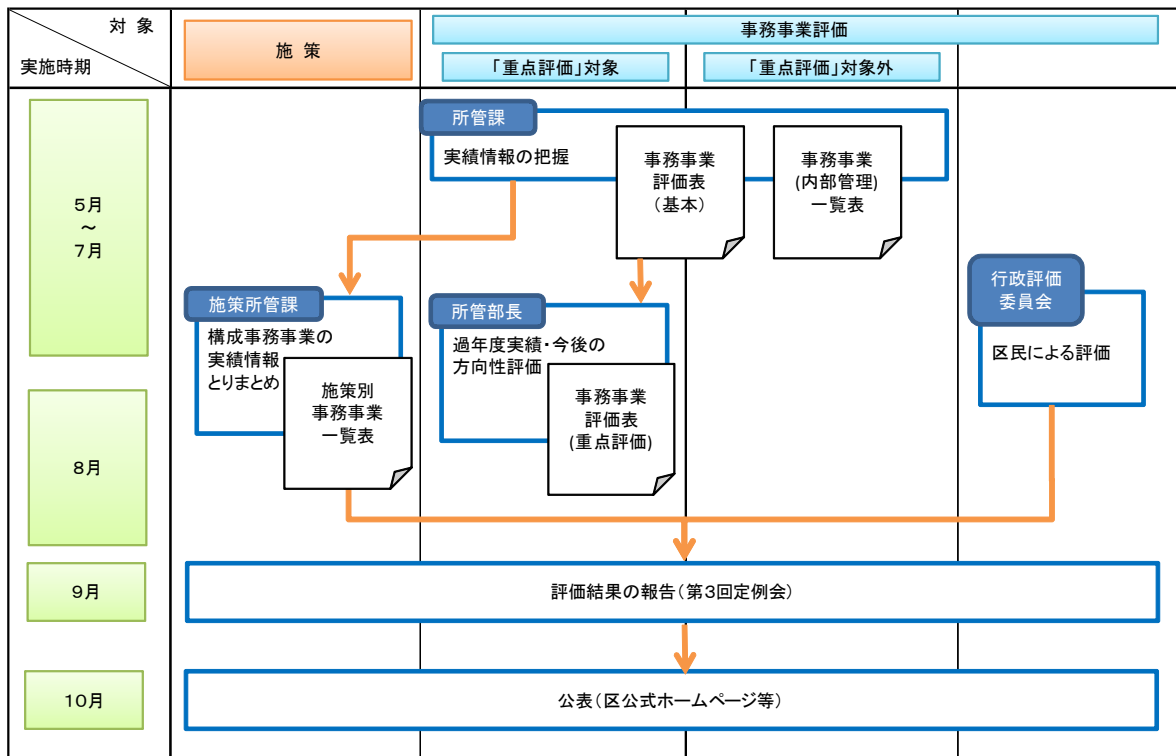 対 象
実施時期
施 策
事務事業評価
「重点評価」対象
「重点評価」対象外
5月
～
7月
所管課
実績情報の把握
事務事業
評価表
（基本）
事務事業
(内部管理)
一覧表
施策所管課
構成事務事業の
実績情報
とりまとめ
施策別
事務事業
一覧表
所管部長
過年度実績・今後の
方向性評価
事務事業
評価表
(重点評価)
行政評価
委員会
区民による評価
8月
9月
評価結果の報告（第3回定例会）
10月
公表（区公式ホームページ等）